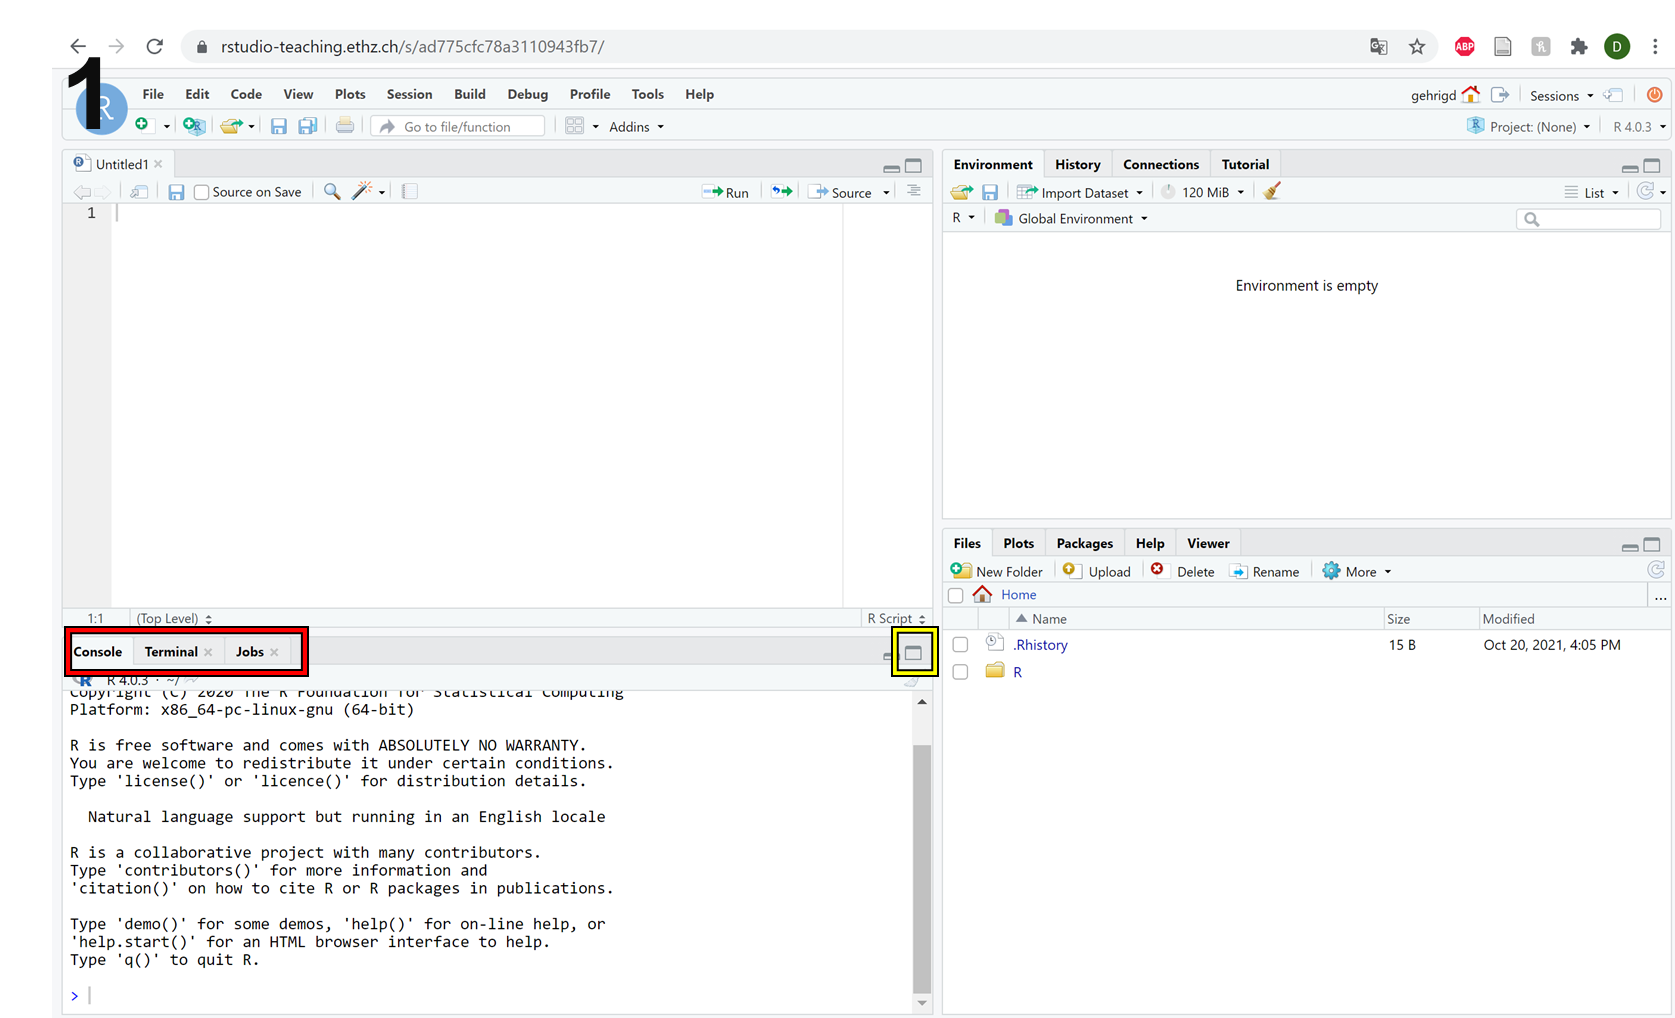 rstudio-teaching.ethz.ch/s/ad775cfc78a3110943fb7/
ABP
D
1
R
File Edit Code View Plots Session Build Debug Profile Tools Help
gehrigd
Sessions
Go to file/function
Addins
Project: (None)
R 4.0.3
Untitled1
Source on Save
Run
Source
1
1:1
(Top Level)
R Script
Console Terminal Jobs
R 4.0.3 · ~/
Copyright (C) 2020 The R Foundation for Statistical Computing
Platform: x86_64-pc-linux-gnu (64-bit)
R is free software and comes with ABSOLUTELY NO WARRANTY.
You are welcome to redistribute it under certain conditions.
Type 'license()' or 'licence()' for distribution details.
Natural language support but running in an English locale
R is a collaborative project with many contributors.
Type 'contributors()' for more information and
'citation()' on how to cite R or R packages in publications.
Type 'demo()' for some demos, 'help()' for on-line help, or
'help.start()' for an HTML browser interface to help.
Type 'q()' to quit R.
>
Environment History Connections Tutorial
Import Dataset
120 MiB
List
R
Global Environment
Environment is empty
Files Plots Packages Help Viewer
New Folder Upload Delete Rename More
Home
...
Name Size Modified
.Rhistory 15 B Oct 20, 2021, 4:05 PM
R